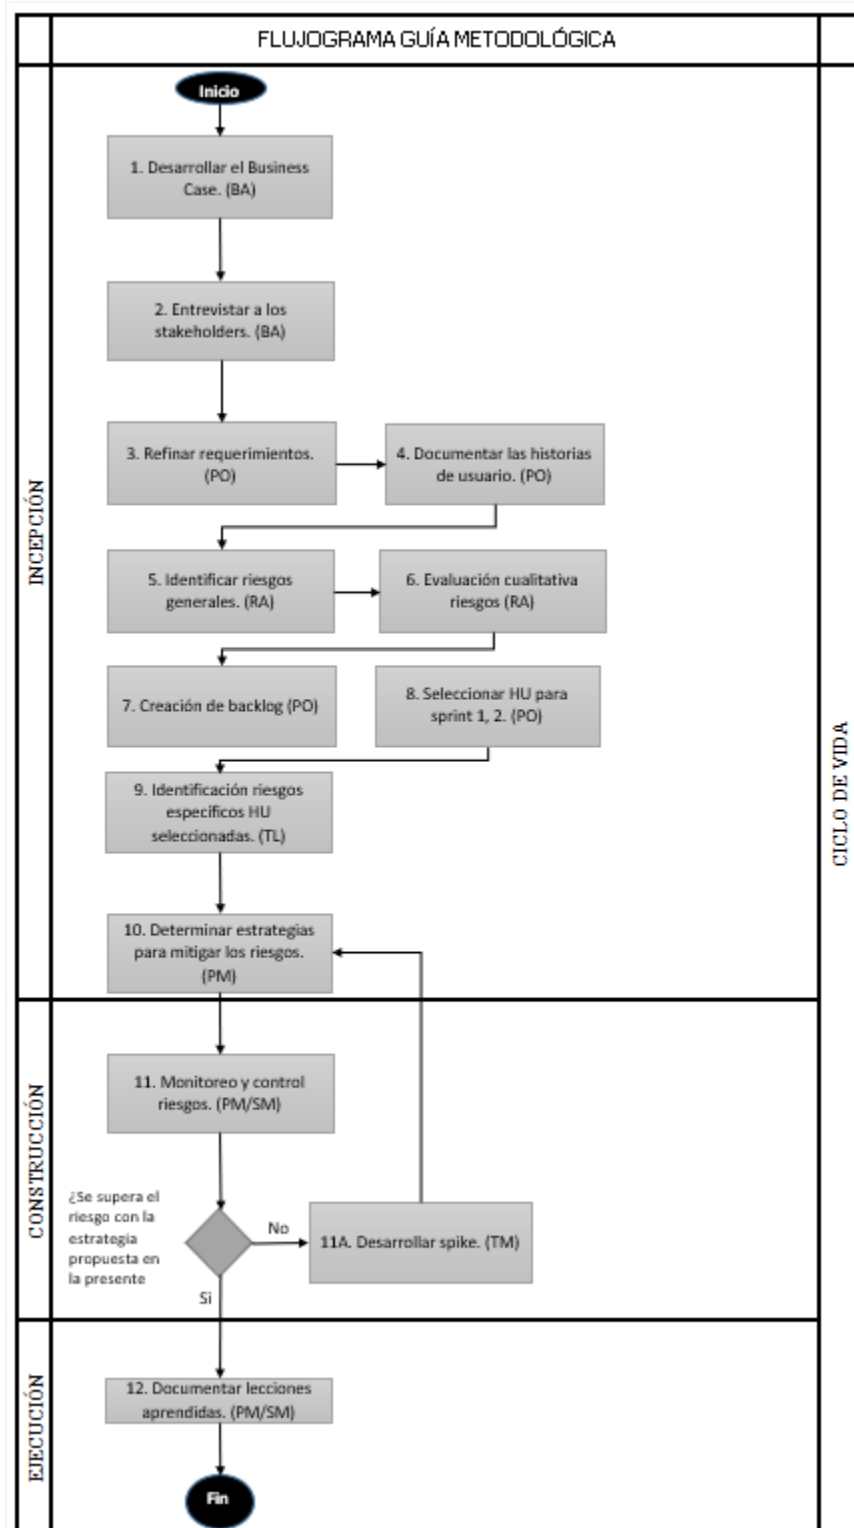 FLUJOGRAMA GUÍA METODOLÓGICA
INCEPCIÓN
Inicio
1. Desarrollar el Business
Case. (BA)
2. Entrevistar a los
stakeholders. (BA)
3. Refinar requerimientos.
(PO)
4. Documentar las historias
de usuario. (PO)
5. Identificar riesgos
generales. (RA)
6. Evaluación cualitativa
riesgos (RA)
7. Creación de backlog (PO)
8. Seleccionar HU para
sprint 1, 2. (PO)
9. Identificación riesgos
específicos HU
seleccionadas. (TL)
10. Determinar estrategias
para mitigar los riesgos.
(PM)
CICLO DE VIDA
CONSTRUCCIÓN
11. Monitoreo y control
riesgos. (PM/SM)
¿Se supera el
riesgo con la
estrategia
propuesta en
la presente
No
11A. Desarrollar spike. (TM)
Si
EJECUCIÓN
12. Documentar lecciones
aprendidas. (PM/SM)
Fin